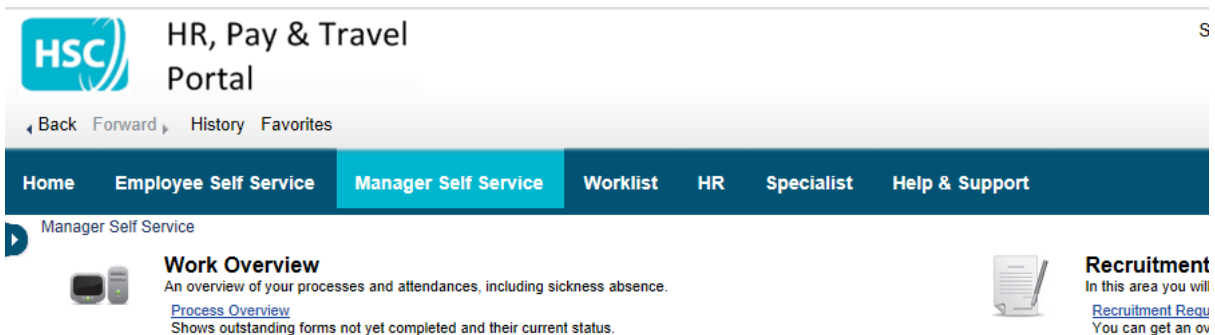 HSC
HR, Pay & Travel
Portal
S
Back Forward History Favorites
Home Employee Self Service Manager Self Service Worklist HR Specialist Help & Support
Manager Self Service
Work Overview
An overview of your processes and attendances, including sickness absence.
Process Overview
Shows outstanding forms not yet completed and their current status.
Recruitment
In this area you will
Recruitment Requ
You can get an ov